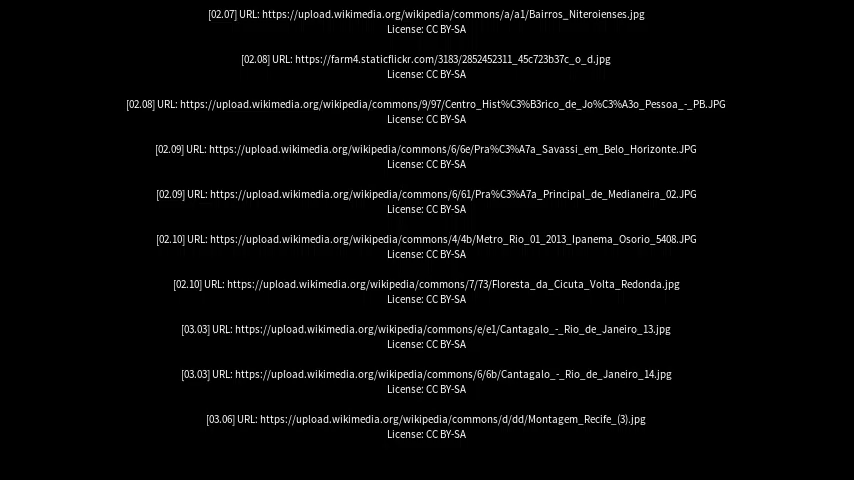 [02.07] URL: https://upload.wikimedia.org/wikipedia/commons/a/a1/Bairros_Niteroienses.jpg
License: CC BY-SA
[02.08] URL: https://farm4.staticflickr.com/3183/2852452311_45c723b37c_o_d.jpg
License: CC BY-SA
[02.08] URL: https://upload.wikimedia.org/wikipedia/commons/9/97/Centro_Hist%C3%B3rico_de_Jo%C3%A3o_Pessoa_-_PB.JPG
License: CC BY-SA
[02.09] URL: https://upload.wikimedia.org/wikipedia/commons/6/6e/Pra%C3%A7a_Savassi_em_Belo_Horizonte.JPG
License: CC BY-SA
[02.09] URL: https://upload.wikimedia.org/wikipedia/commons/6/61/Pra%C3%A7a_Principal_de_Medianeira_02.JPG
License: CC BY-SA
[02.10] URL: https://upload.wikimedia.org/wikipedia/commons/4/4b/Metro_Rio_01_2013_Ipanema_Osorio_5408.JPG
License: CC BY-SA
[02.10] URL: https://upload.wikimedia.org/wikipedia/commons/7/73/Floresta_da_Cicuta_Volta_Redonda.jpg
License: CC BY-SA
[03.03] URL: https://upload.wikimedia.org/wikipedia/commons/e/e1/Cantagalo_-_Rio_de_Janeiro_13.jpg
License: CC BY-SA
[03.03] URL: https://upload.wikimedia.org/wikipedia/commons/6/6b/Cantagalo_-_Rio_de_Janeiro_14.jpg
License: CC BY-SA
[03.06] URL: https://upload.wikimedia.org/wikipedia/commons/d/dd/Montagem_Recife_(3).jpg
License: CC BY-SA